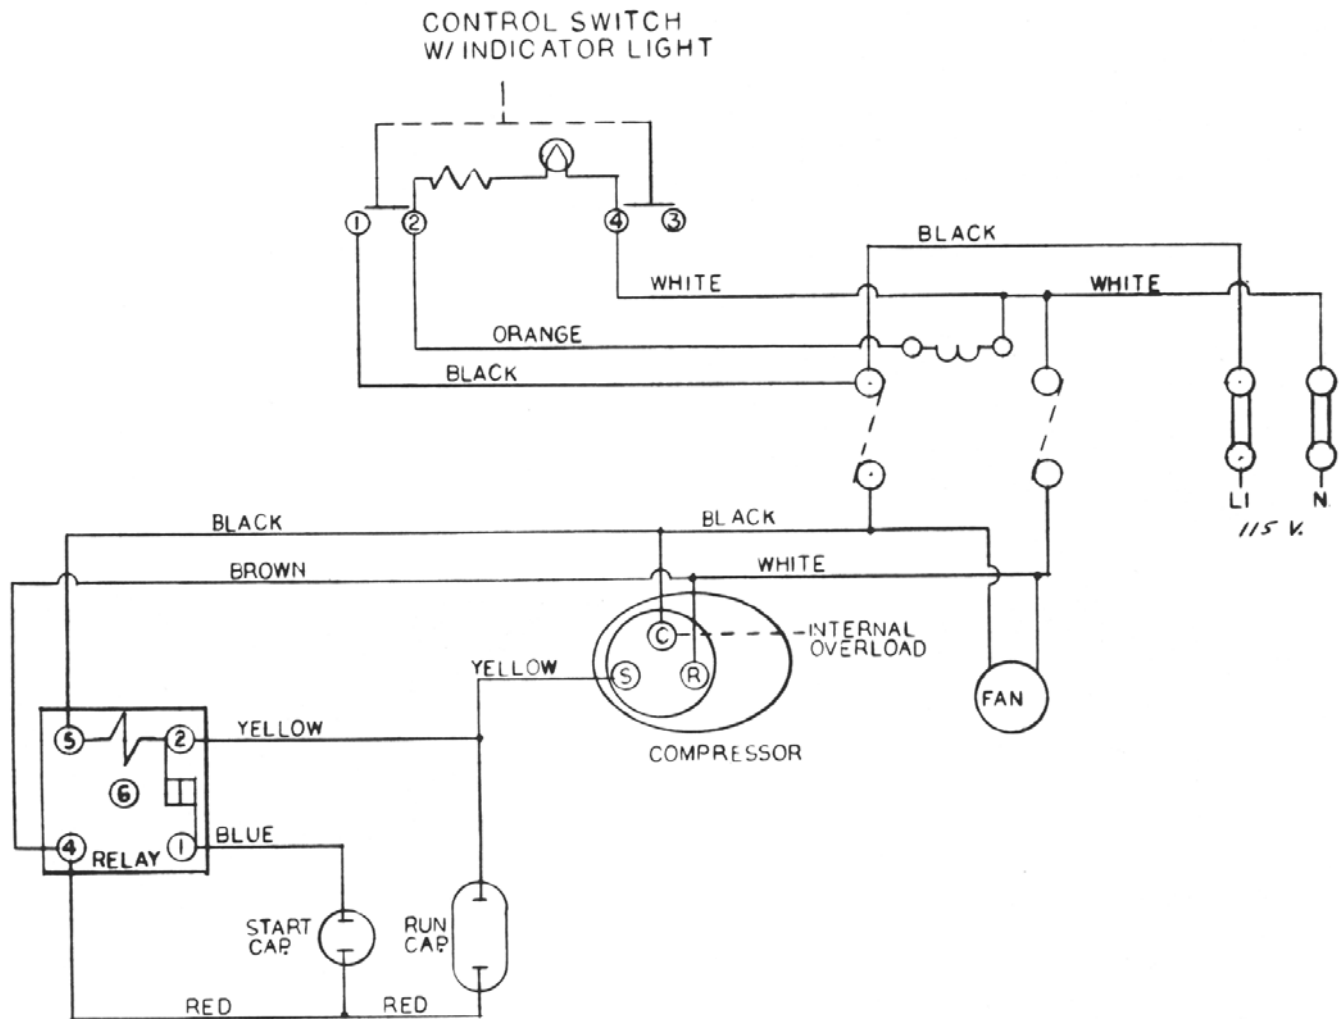 CONTROL SWITCH
W/ INDICATOR LIGHT
1
2
4
3
BLACK
WHITE
WHITE
ORANGE
BLACK
L1
N.
115 V.
BLACK
BLACK
BROWN
WHITE
C
INTERNAL
OVERLOAD
YELLOW
S
R
FAN
COMPRESSOR
5
2
YELLOW
6
4
RELAY
1
BLUE
START
CAP.
RUN
CAP.
RED
RED